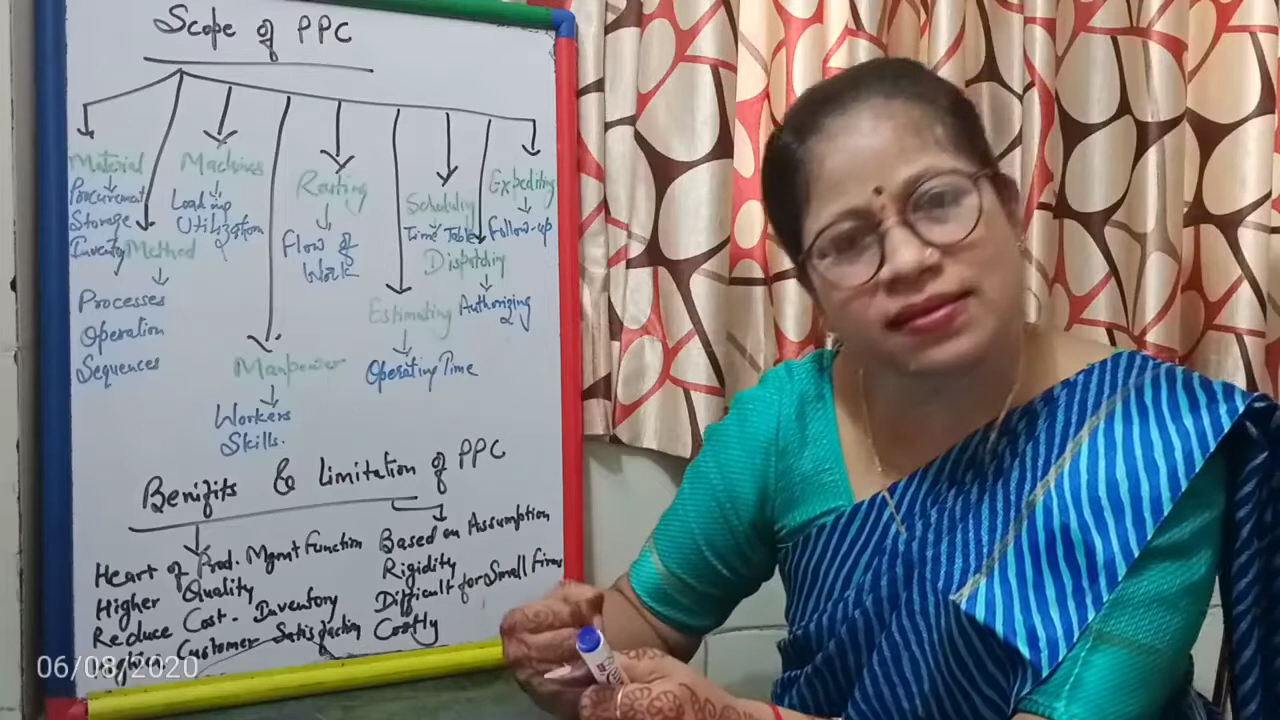 Scope of PPC
Material
Procurement
Storage
Inventory
Method
Processes
Operation
Sequences
Machines
Loading
Utilization
Manpower
Workers
Skills.
Routing
Flow of
Work
Estimating
Operating Time
Scheduling
Time Table
Dispatching
Authorizing
Expediting
Follow-up
Benifits & Limitation of PPC
Heart of Prod. Mgmt Function
Higher Quality
Reduce Cost. Inventory
Customer Satisfaction
Based on Assumption
Rigidity
Difficult for Small Firms
Costly
06/08/2020